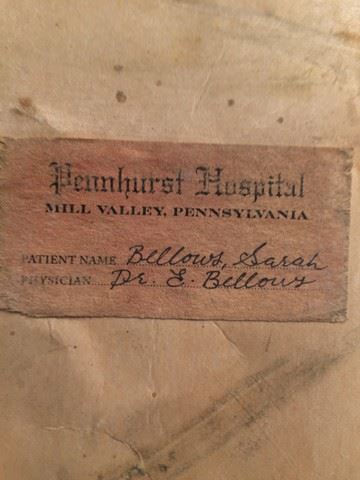 Pennhurst Hospital
MILL VALLEY, PENNSYLVANIA
PATIENT NAME Bellows, Sarah
PHYSICIAN Dr. E. Bellows